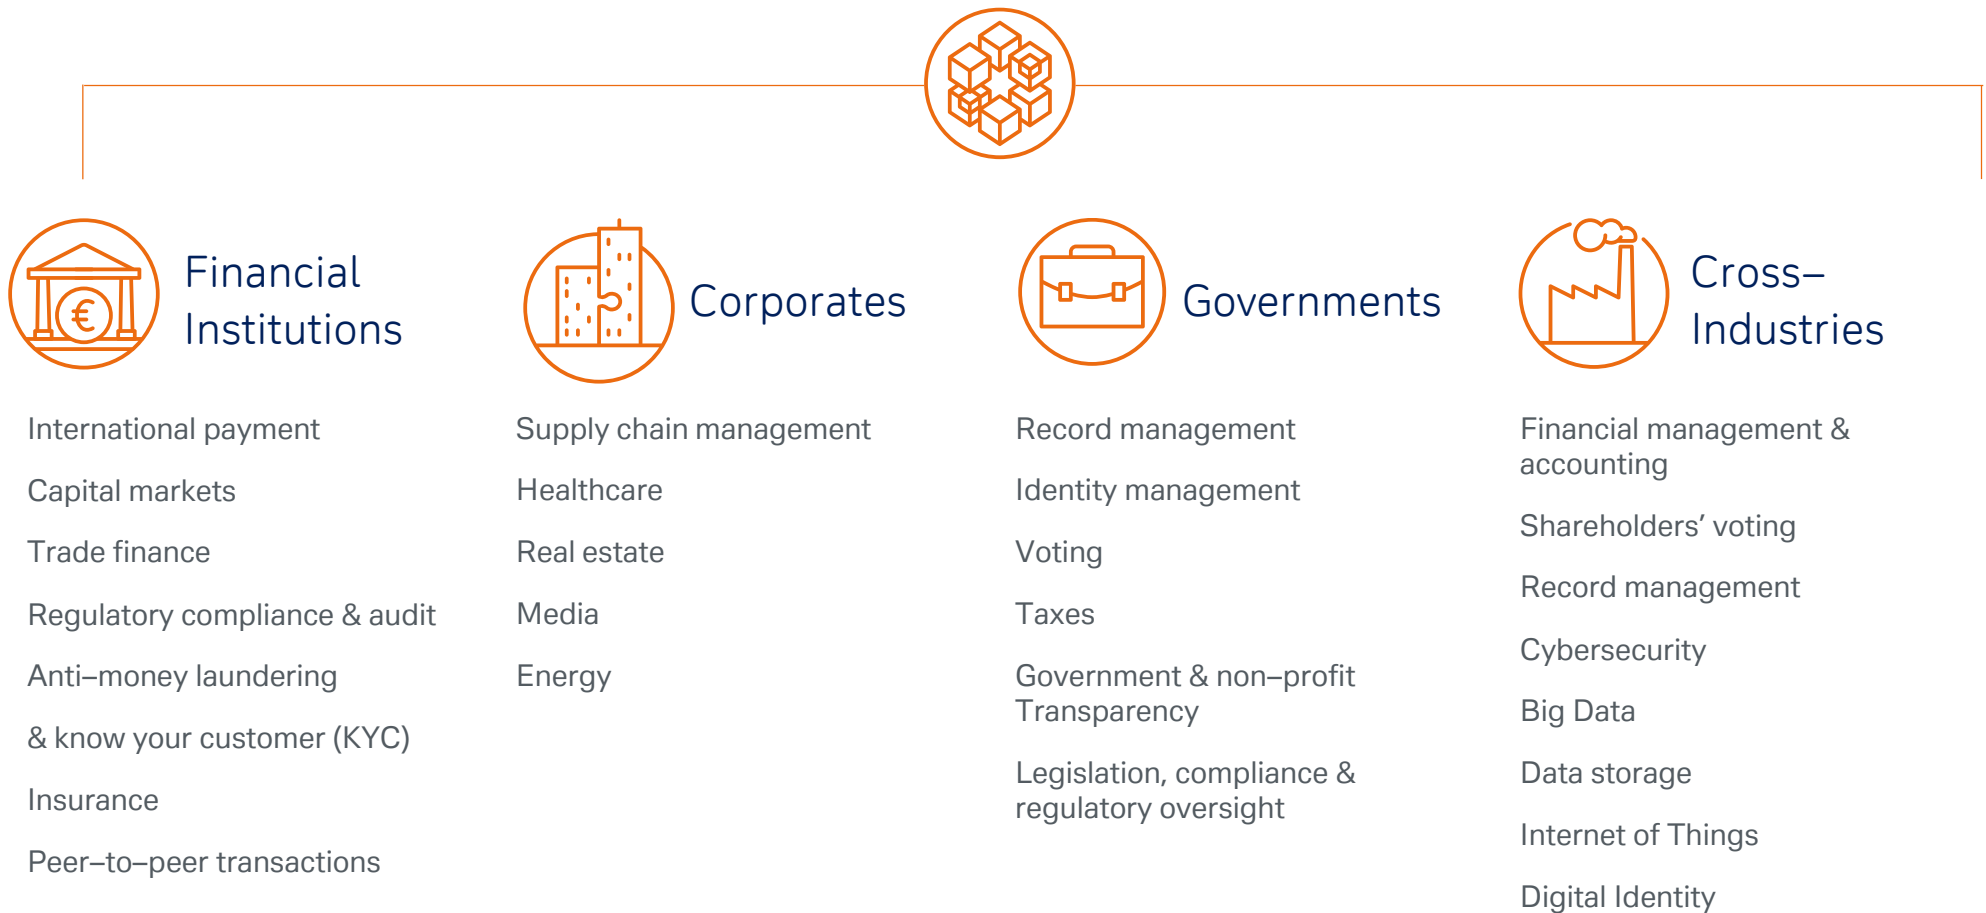 Financial
Institutions
International payment
Capital markets
Trade finance
Regulatory compliance & audit
Anti–money laundering
& know your customer (KYC)
Insurance
Peer–to–peer transactions
Corporates
Supply chain management
Healthcare
Real estate
Media
Energy
Governments
Record management
Identity management
Voting
Taxes
Government & non–profit
Transparency
Legislation, compliance &
regulatory oversight
Cross–
Industries
Financial management &
accounting
Shareholders’ voting
Record management
Cybersecurity
Big Data
Data storage
Internet of Things
Digital Identity